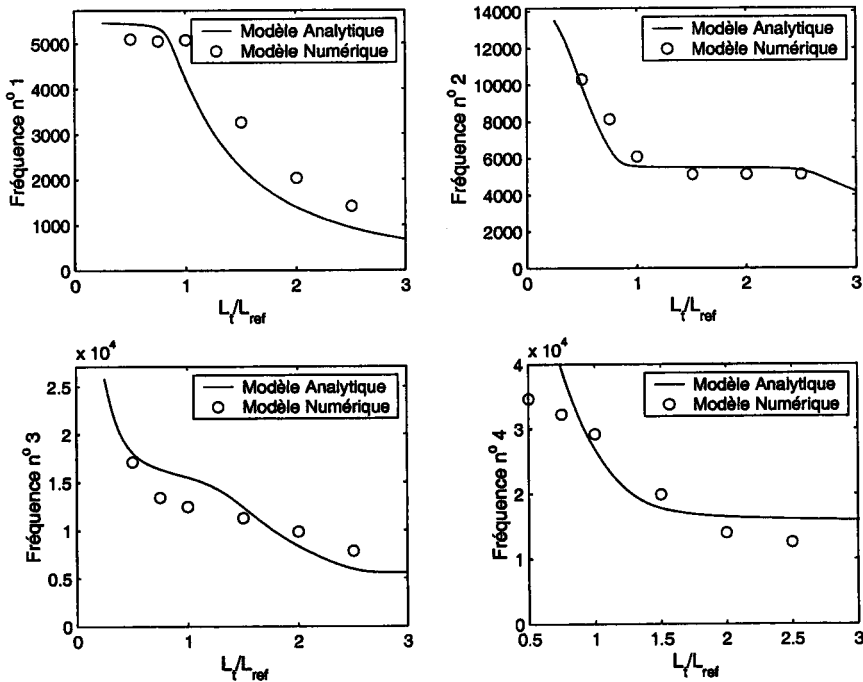 5000
4000
3000
2000
1000
0
Fréquence nº 1
Modèle Analytique
Modèle Numérique
0
1
2
3
L_t/L_ref
14000
12000
10000
8000
6000
4000
2000
0
Fréquence nº 2
Modèle Analytique
Modèle Numérique
0
1
2
3
L_t/L_ref
x 10^4
2.5
2
1.5
1
0.5
0
Fréquence nº 3
Modèle Analytique
Modèle Numérique
0
1
2
3
L_t/L_ref
x 10^4
4
3
2
1
0
Fréquence nº 4
Modèle Analytique
Modèle Numérique
0.5
1
1.5
2
2.5
3
L_t/L_ref